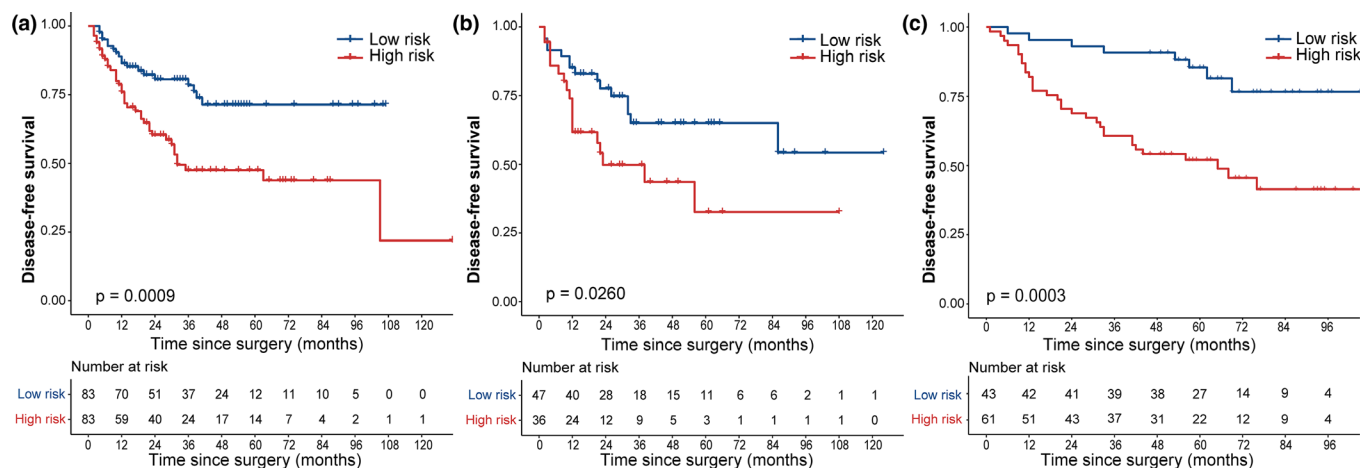 (a)
Disease-free survival
1.00
0.75
0.50
0.25
0.00
Low risk
High risk
p = 0.0009
0 12 24 36 48 60 72 84 96 108 120
Time since surgery (months)
Number at risk
Low risk 83 70 51 37 24 12 11 10 5 0 0
High risk 83 59 40 24 17 14 7 4 2 1 1
0 12 24 36 48 60 72 84 96 108 120
Time since surgery (months)
(b)
Disease-free survival
1.00
0.75
0.50
0.25
0.00
Low risk
High risk
p = 0.0260
0 12 24 36 48 60 72 84 96 108 120
Time since surgery (months)
Number at risk
Low risk 47 40 28 18 15 11 6 6 2 1 1
High risk 36 24 12 9 5 3 1 1 1 1 0
0 12 24 36 48 60 72 84 96 108 120
Time since surgery (months)
(c)
Disease-free survival
1.00
0.75
0.50
0.25
0.00
Low risk
High risk
p = 0.0003
0 12 24 36 48 60 72 84 96
Time since surgery (months)
Number at risk
Low risk 43 42 41 39 38 27 14 9 4
High risk 61 51 43 37 31 22 12 9 4
0 12 24 36 48 60 72 84 96
Time since surgery (months)